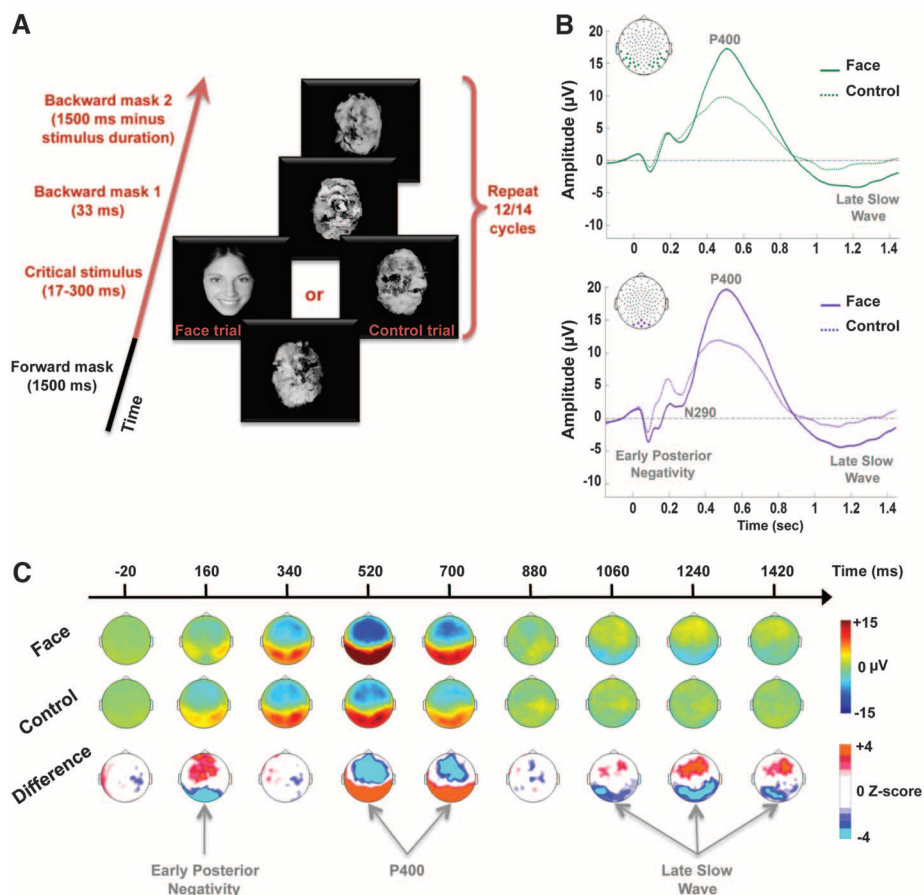 A
Backward mask 2
(1500 ms minus
stimulus duration)
Backward mask 1
(33 ms)
Critical stimulus
(17-300 ms)
Forward mask
(1500 ms)
Time
Face trial
or
Control trial
Repeat
12/14
cycles
B
Amplitude (µV)
20
15
10
5
0
-5
-10
P400
Face
Control
Late Slow
Wave
0 0.2 0.4 0.6 0.8 1 1.2 1.4
Amplitude (µV)
20
15
10
5
0
-5
-10
P400
Face
Control
N290
Early Posterior
Negativity
Late Slow
Wave
0 0.2 0.4 0.6 0.8 1 1.2 1.4
Time (sec)
C
-20 160 340 520 700 880 1060 1240 1420 Time (ms)
Face
Control
Difference
+15
0 µV
-15
+4
0 Z-score
-4
Early Posterior
Negativity
P400
Late Slow
Wave